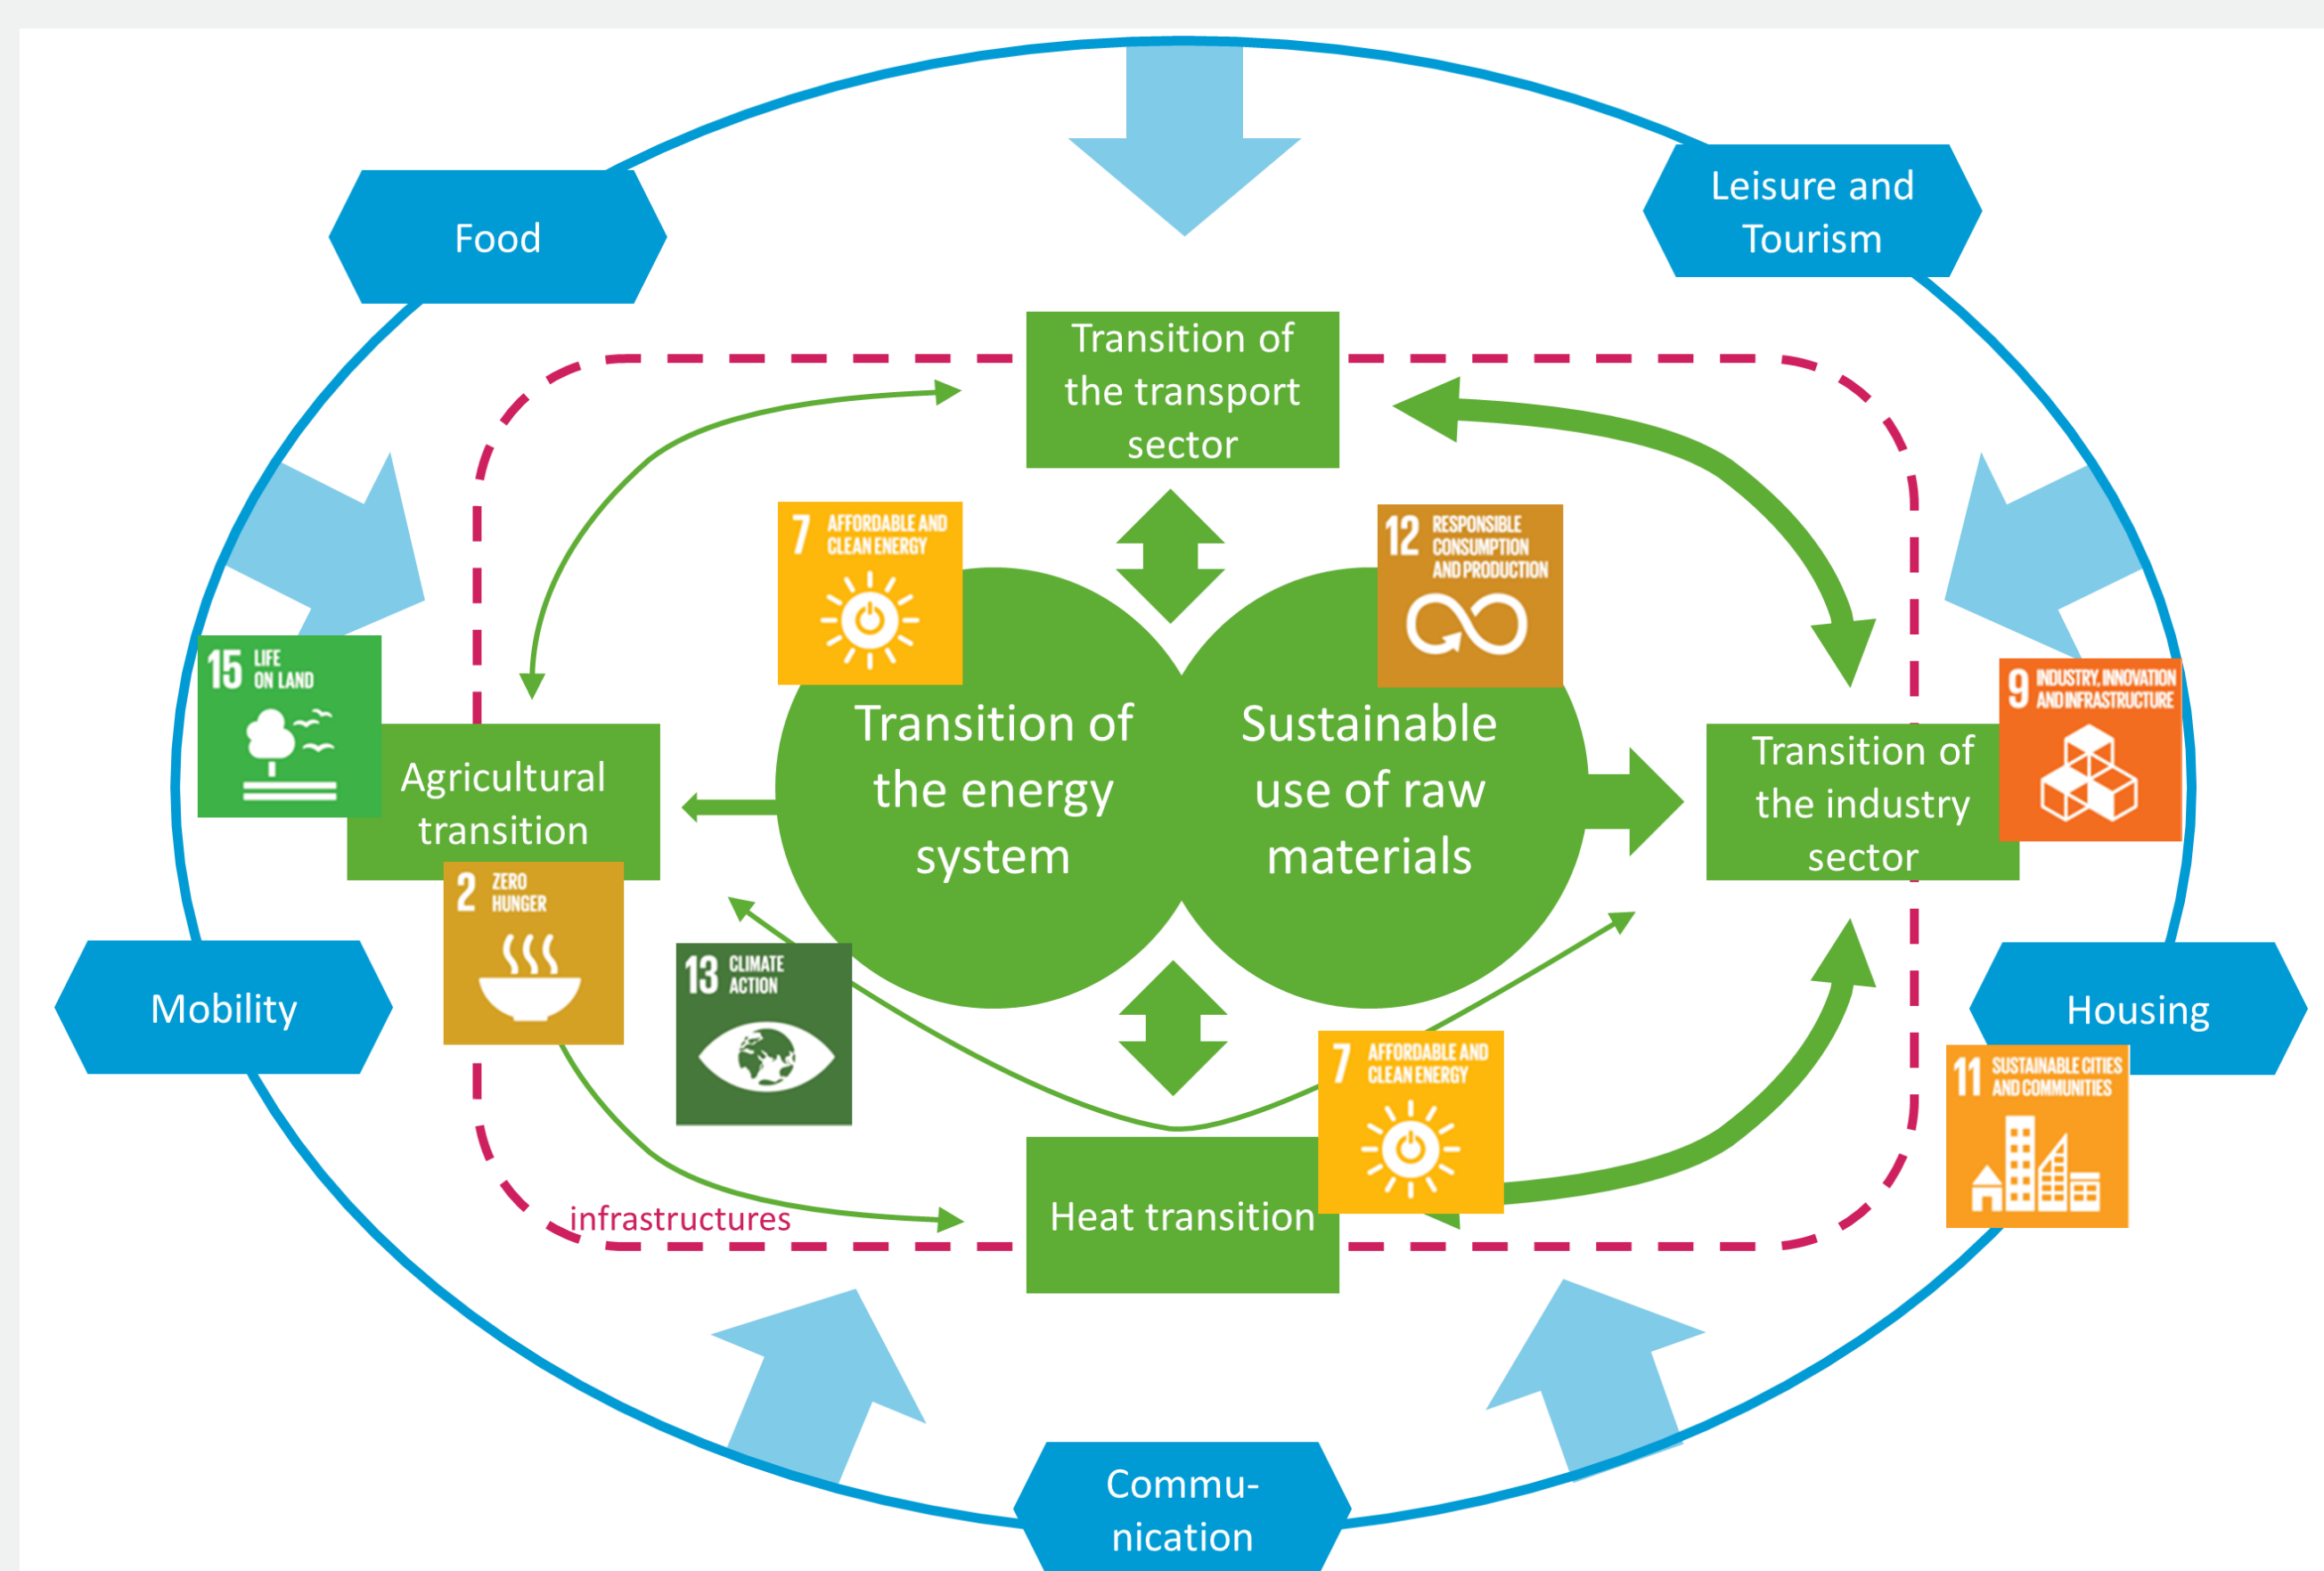 Food
Leisure and
Tourism
Transition of
the transport
sector
7 AFFORDABLE AND
CLEAN ENERGY
12 RESPONSIBLE
CONSUMPTION
AND PRODUCTION
15 LIFE
ON LAND
9 INDUSTRY, INNOVATION
AND INFRASTRUCTURE
Agricultural
transition
Transition of
the energy
system
Sustainable
use of raw
materials
Transition of
the industry
sector
2 ZERO
HUNGER
13 CLIMATE
ACTION
Mobility
Housing
7 AFFORDABLE AND
CLEAN ENERGY
11 SUSTAINABLE CITIES
AND COMMUNITIES
infrastructures
Heat transition
Commu-
nication